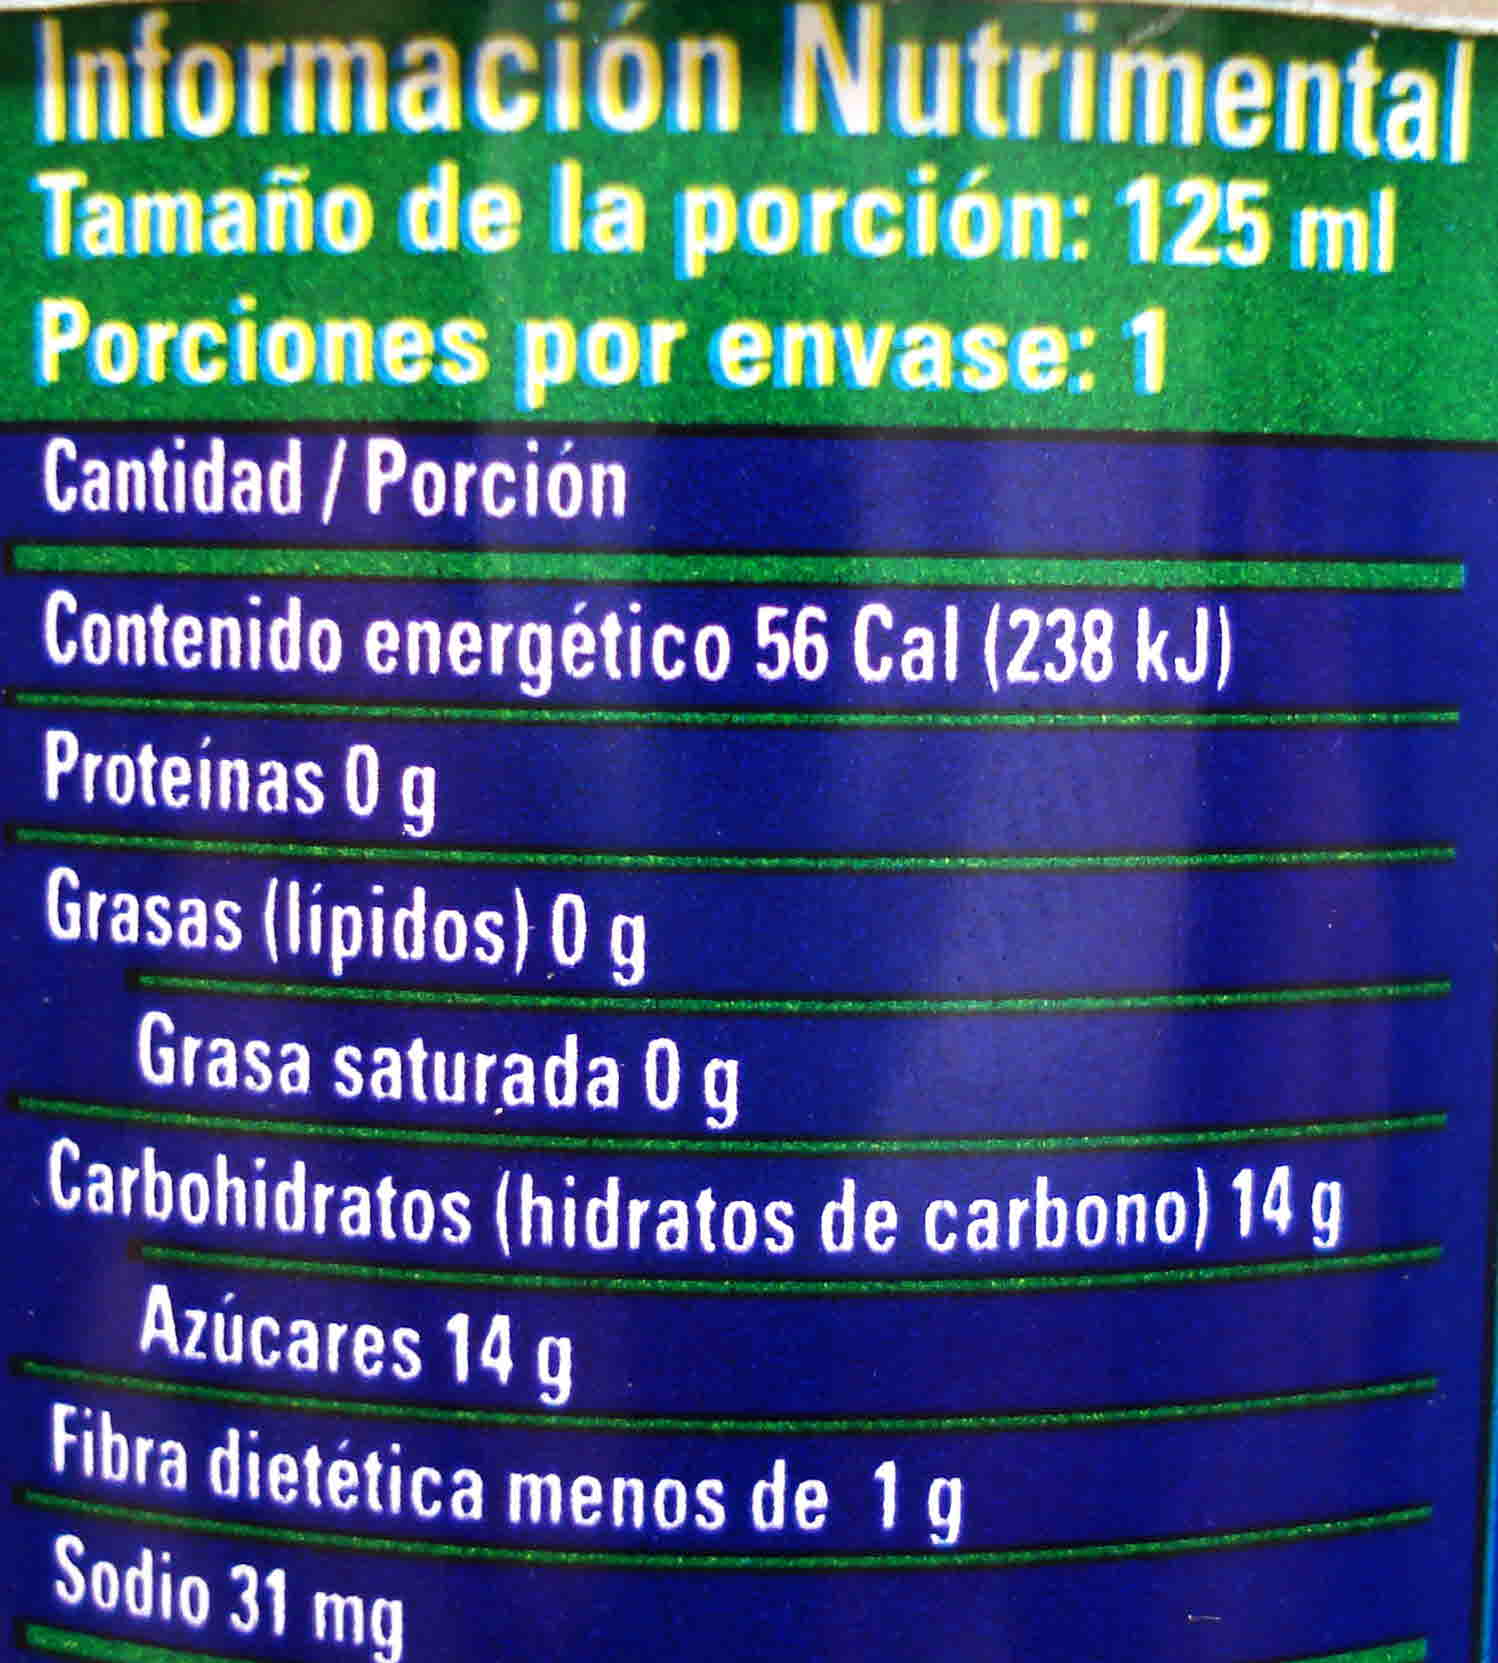 Información Nutrimental
Tamaño de la porción: 125 ml
Porciones por envase: 1
Cantidad / Porción
Contenido energético 56 Cal (238 kJ)
Proteínas 0 g
Grasas (lípidos) 0 g
Grasa saturada 0 g
Carbohidratos (hidratos de carbono) 14 g
Azúcares 14 g
Fibra dietética menos de 1 g
Sodio 31 mg